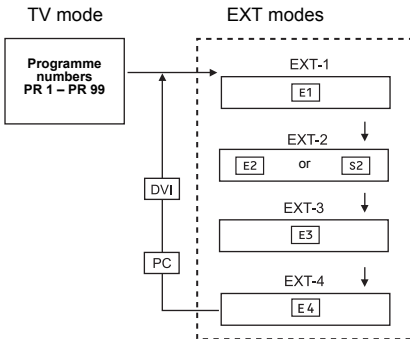 TV mode
EXT modes
Programme
numbers
PR 1 – PR 99
EXT-1
E1
EXT-2
E2 or S2
DVI
EXT-3
E3
PC
EXT-4
E4